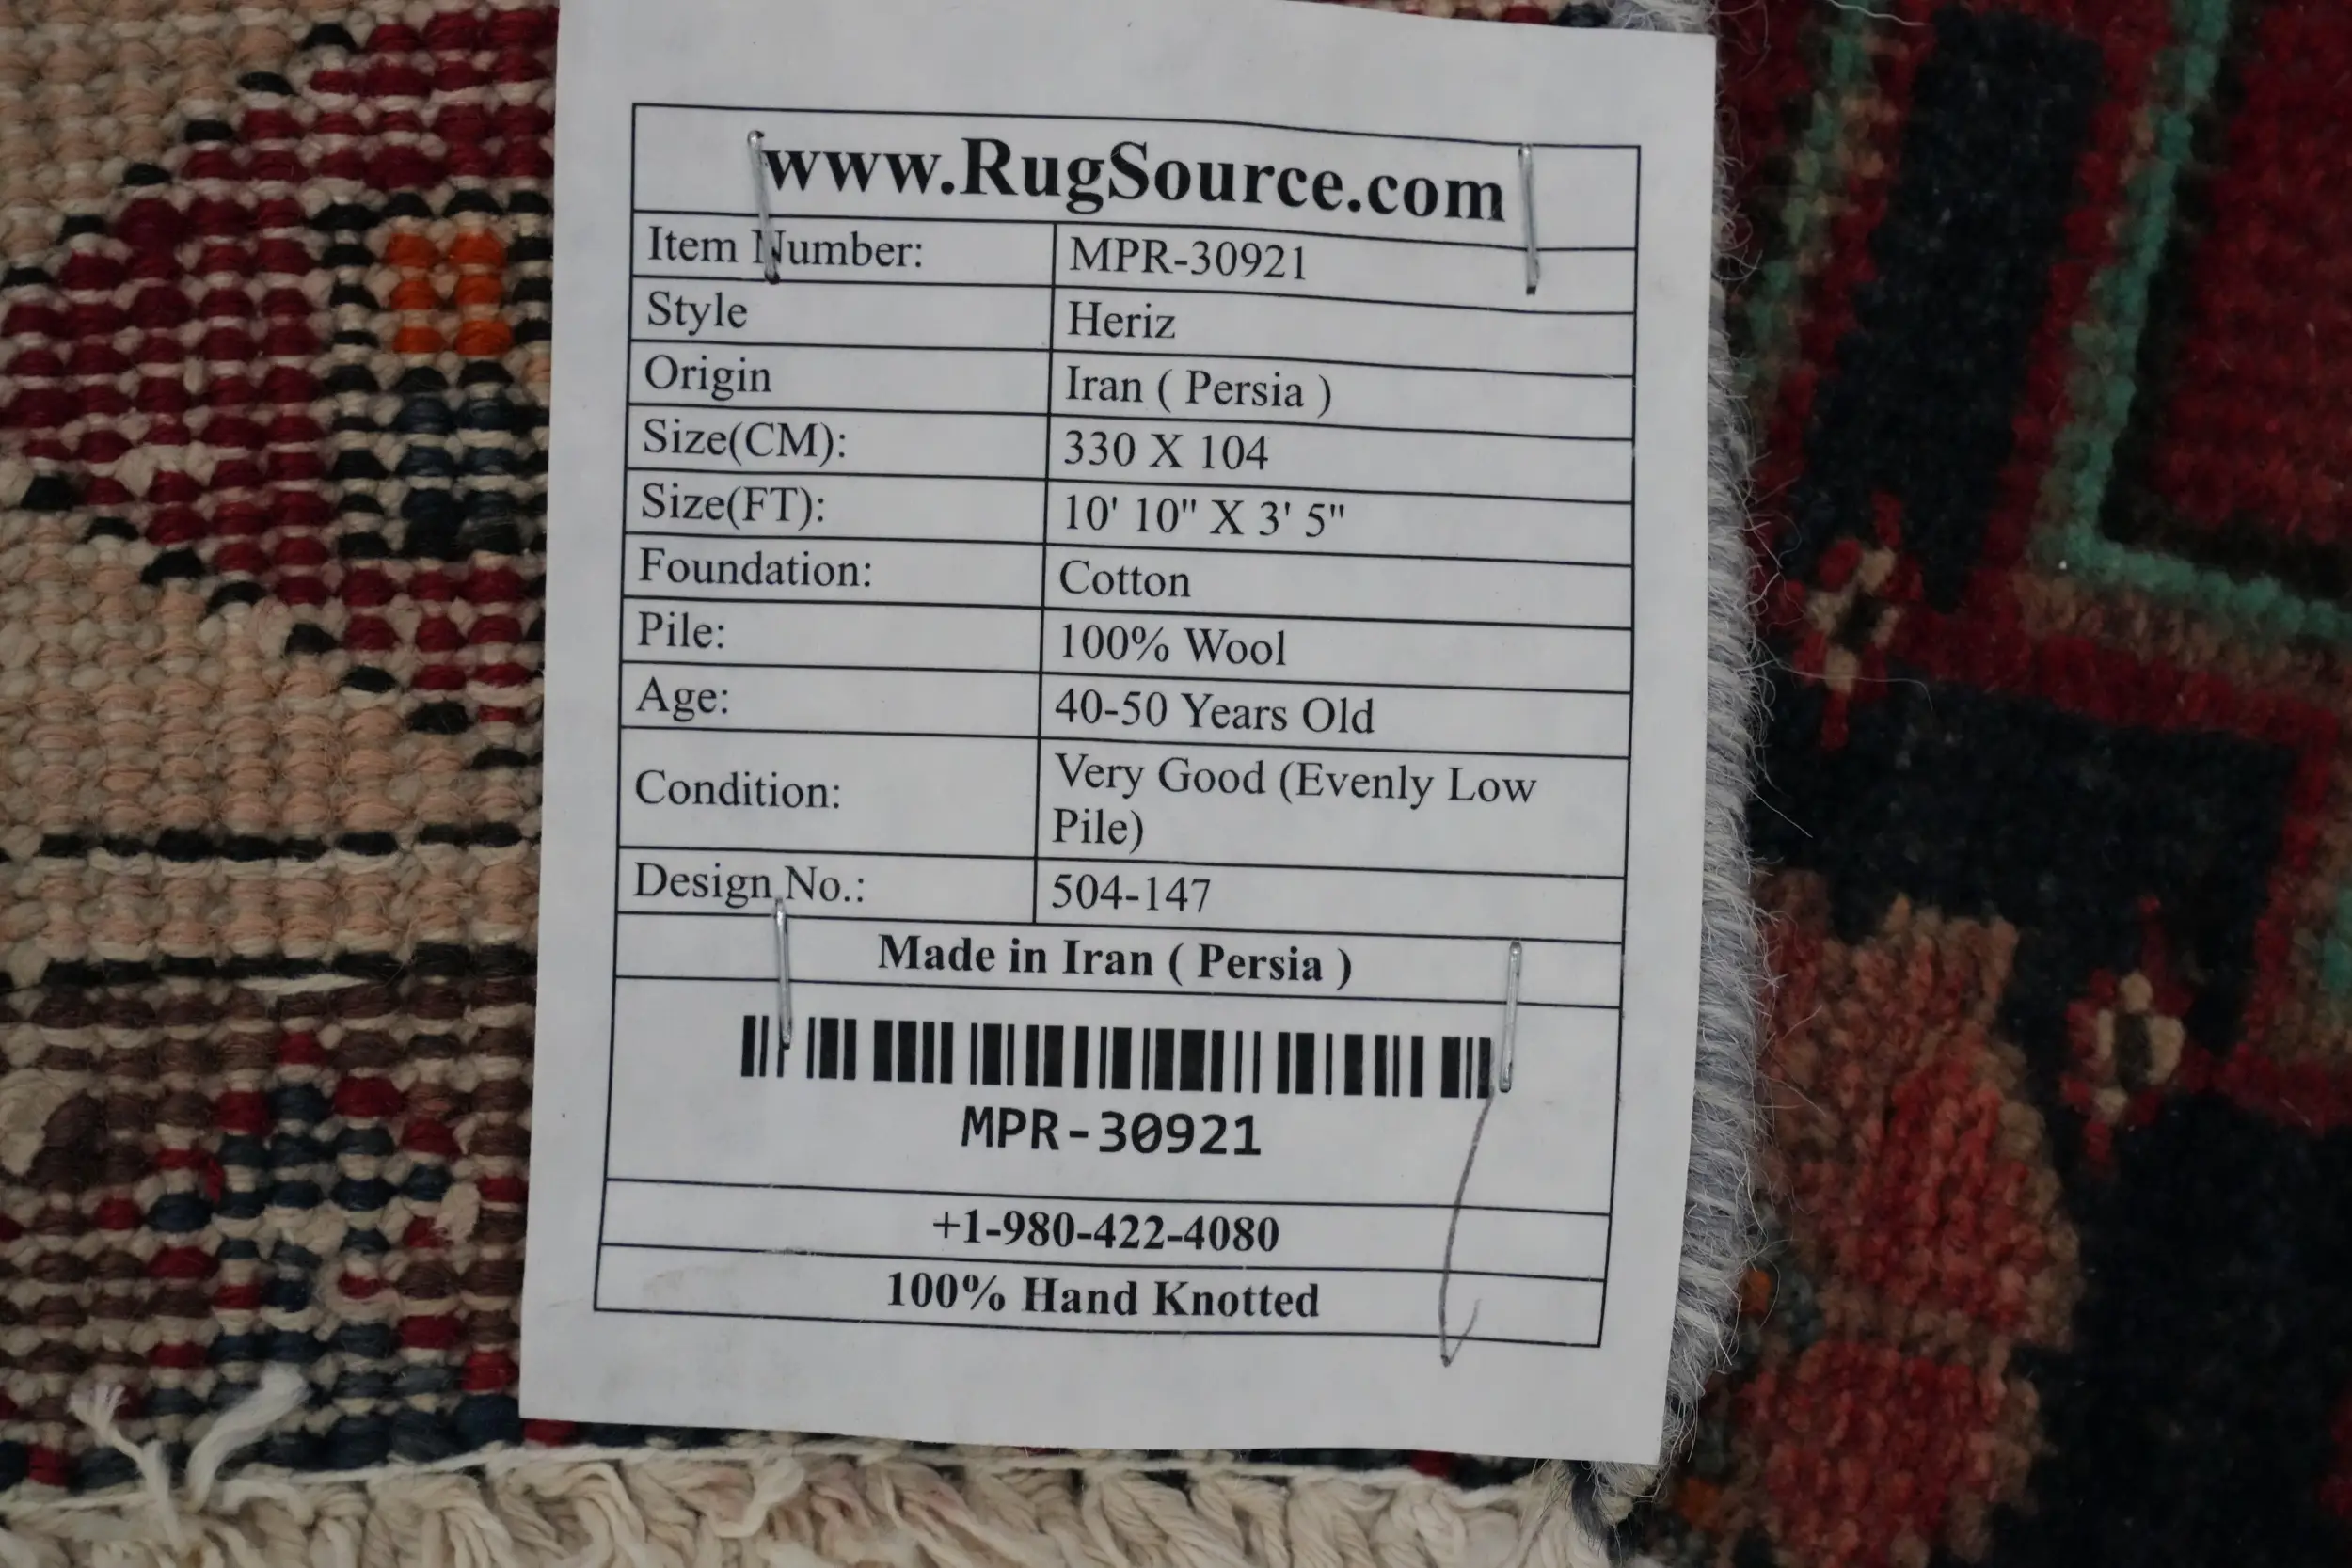 www.RugSource.com
Item Number: MPR-30921
Style Heriz
Origin Iran ( Persia )
Size(CM): 330 X 104
Size(FT): 10' 10" X 3' 5"
Foundation: Cotton
Pile: 100% Wool
Age: 40-50 Years Old
Condition: Very Good (Evenly Low
Pile)
Design No.: 504-147
Made in Iran ( Persia )
MPR-30921
+1-980-422-4080
100% Hand Knotted